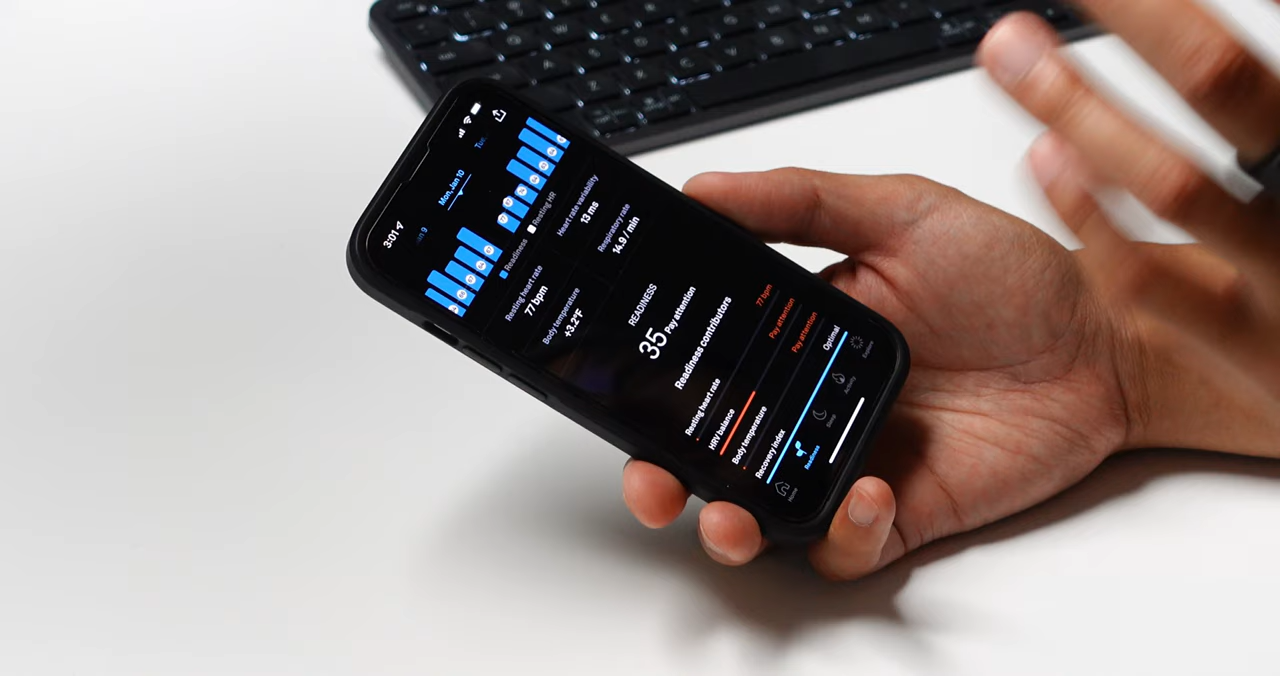 3:01
Mon, Jan 10
Readiness
Resting HR
Resting heart rate
77 bpm
Heart rate variability
13 ms
Body temperature
+3.2°F
Respiratory rate
14.9 / min
READINESS
35 Pay attention
Readiness contributors
Resting heart rate
77 bpm
HRV balance
Pay attention
Body temperature
Pay attention
Recovery index
Optimal
Home
Readiness
Sleep
Activity
Explore